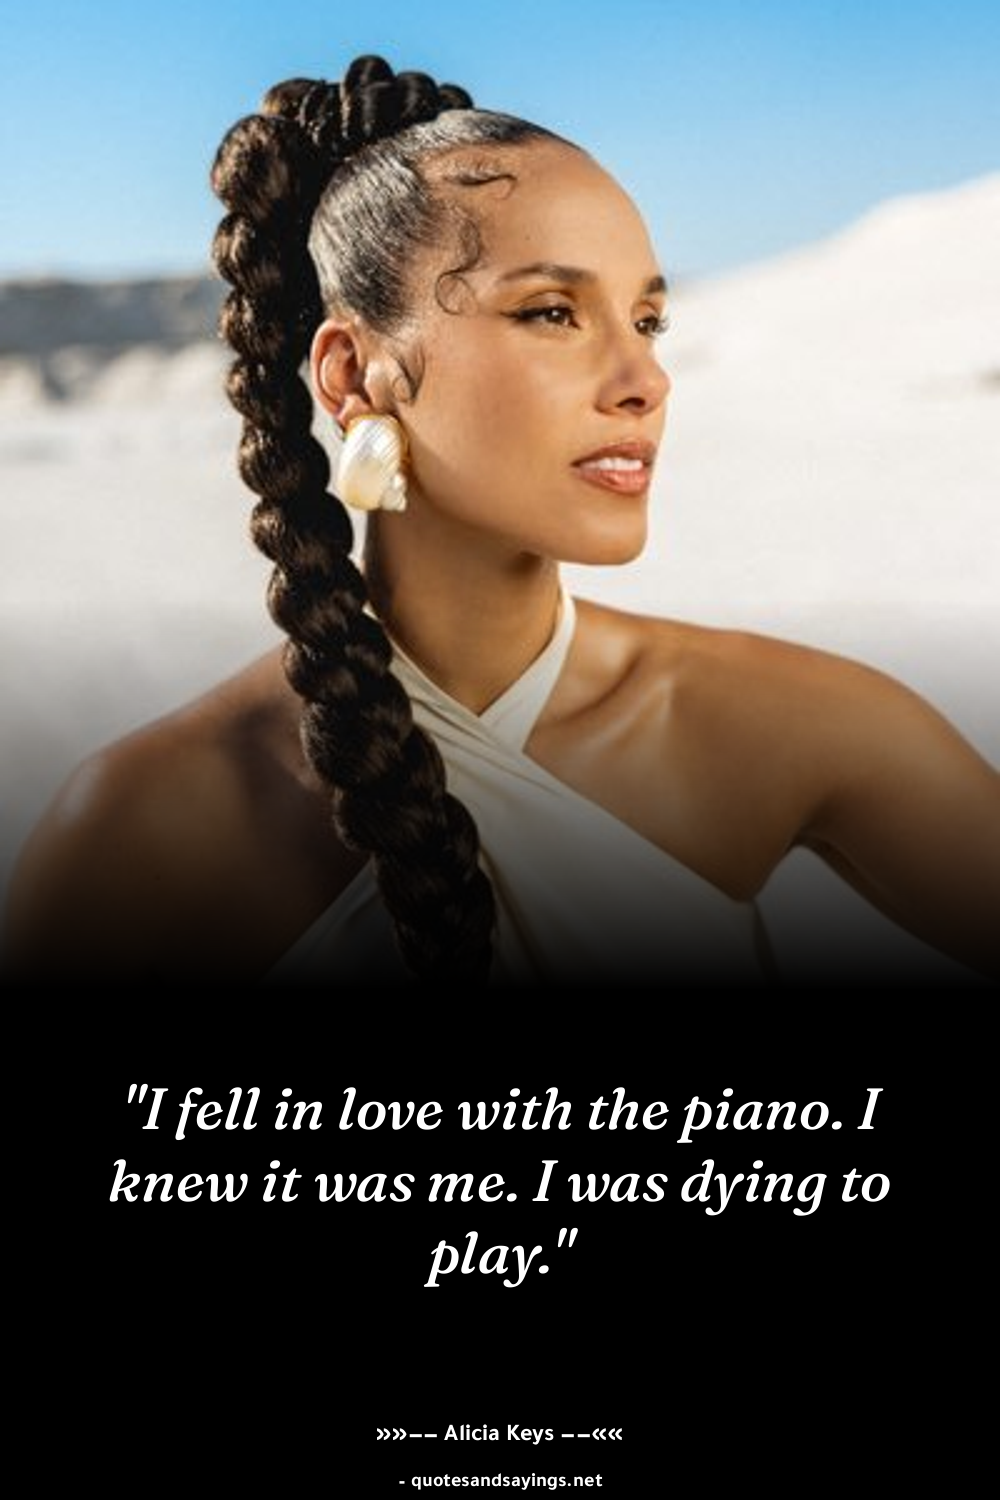 "I fell in love with the piano. I
knew it was me. I was dying to
play."
»»−− Alicia Keys −−««
- quotesandsayings.net